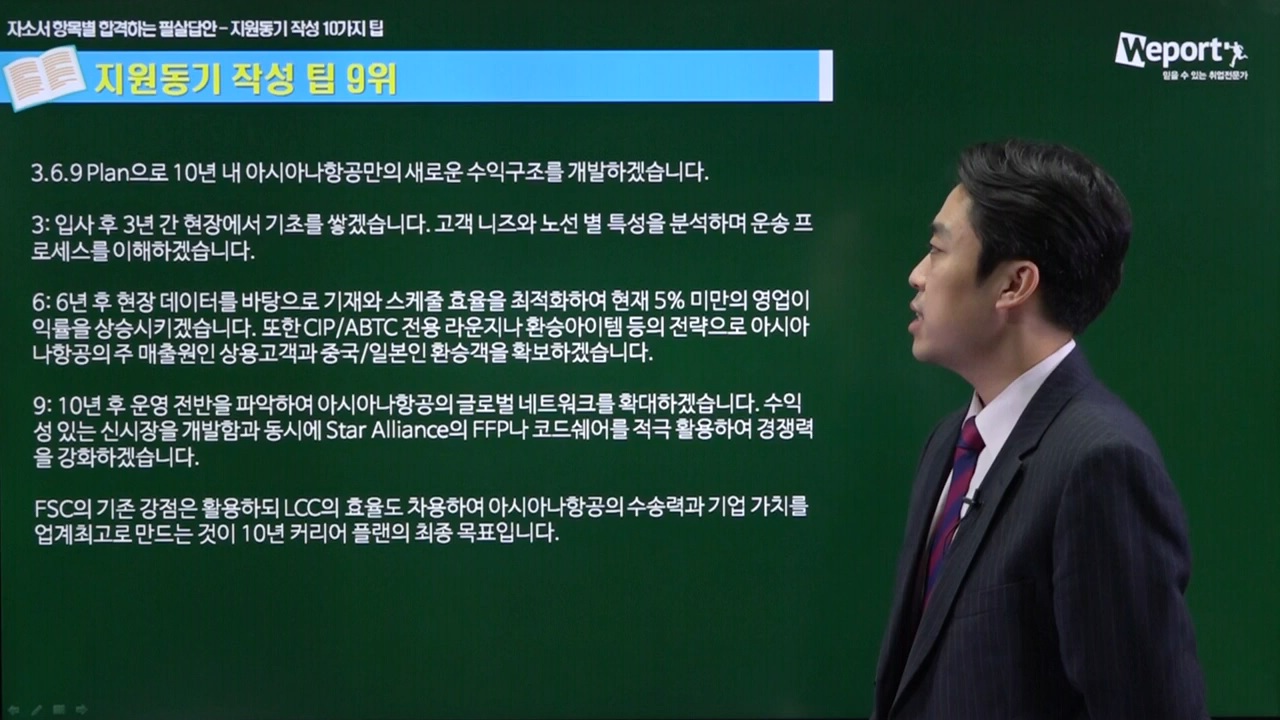 자소서 항목별 합격하는 필살답안 – 지원동기 작성 10가지 팁
지원동기 작성 팁 9위
Weport
믿을 수 있는 취업전문가
3.6.9 Plan으로 10년 내 아시아나항공만의 새로운 수익구조를 개발하겠습니다.
3: 입사 후 3년 간 현장에서 기초를 쌓겠습니다. 고객 니즈와 노선 별 특성을 분석하며 운송 프
로세스를 이해하겠습니다.
6: 6년 후 현장 데이터를 바탕으로 기재와 스케줄 효율을 최적화하여 현재 5% 미만의 영업이
익률을 상승시키겠습니다. 또한 CIP/ABTC 전용 라운지나 환승아이템 등의 전략으로 아시아
나항공의 주 매출원인 상용고객과 중국/일본인 환승객을 확보하겠습니다.
9: 10년 후 운영 전반을 파악하여 아시아나항공의 글로벌 네트워크를 확대하겠습니다. 수익
성 있는 신시장을 개발함과 동시에 Star Alliance의 FFP나 코드쉐어를 적극 활용하여 경쟁력
을 강화하겠습니다.
FSC의 기존 강점은 활용하되 LCC의 효율도 차용하여 아시아나항공의 수송력과 기업 가치를
업계최고로 만드는 것이 10년 커리어 플랜의 최종 목표입니다.